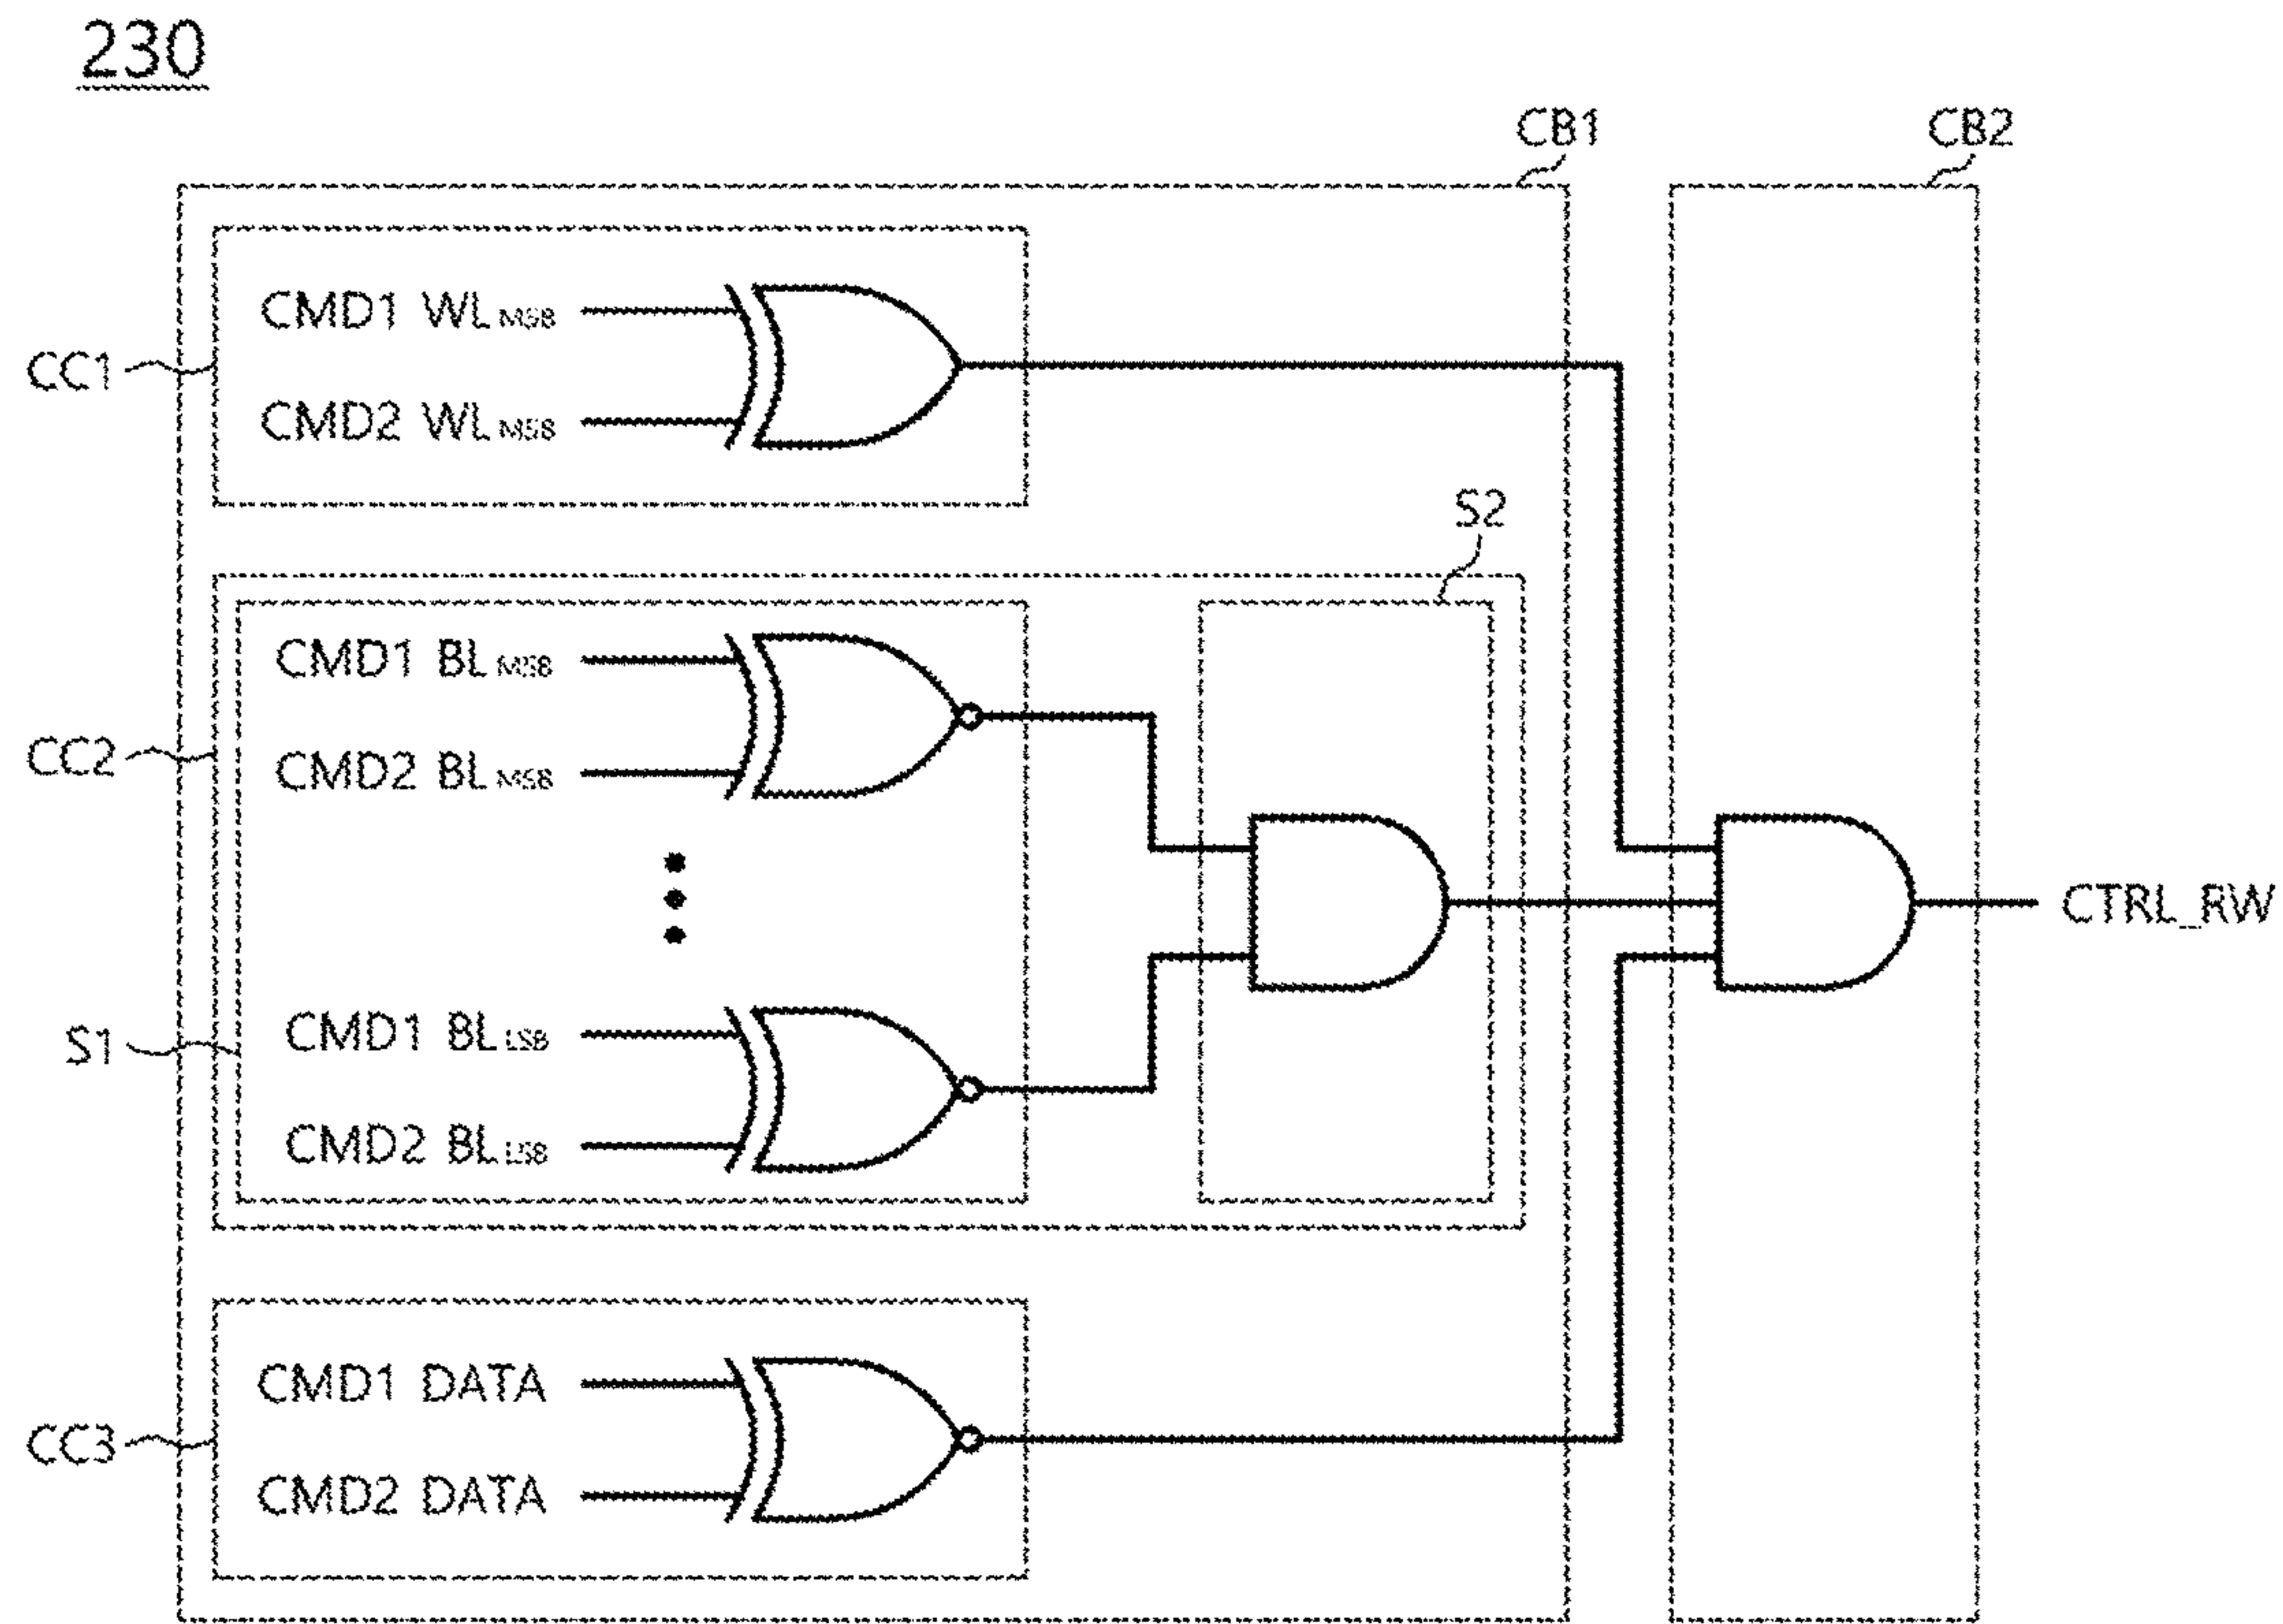 230
CB1
CB2
CMD1 WLMSB
CC1
CMD2 WLMSB
S2
CMD1 BLMSB
CC2
CMD2 BLMSB
CTRL_RW
S1
CMD1 BLLSB
CMD2 BLLSB
CMD1 DATA
CC3
CMD2 DATA